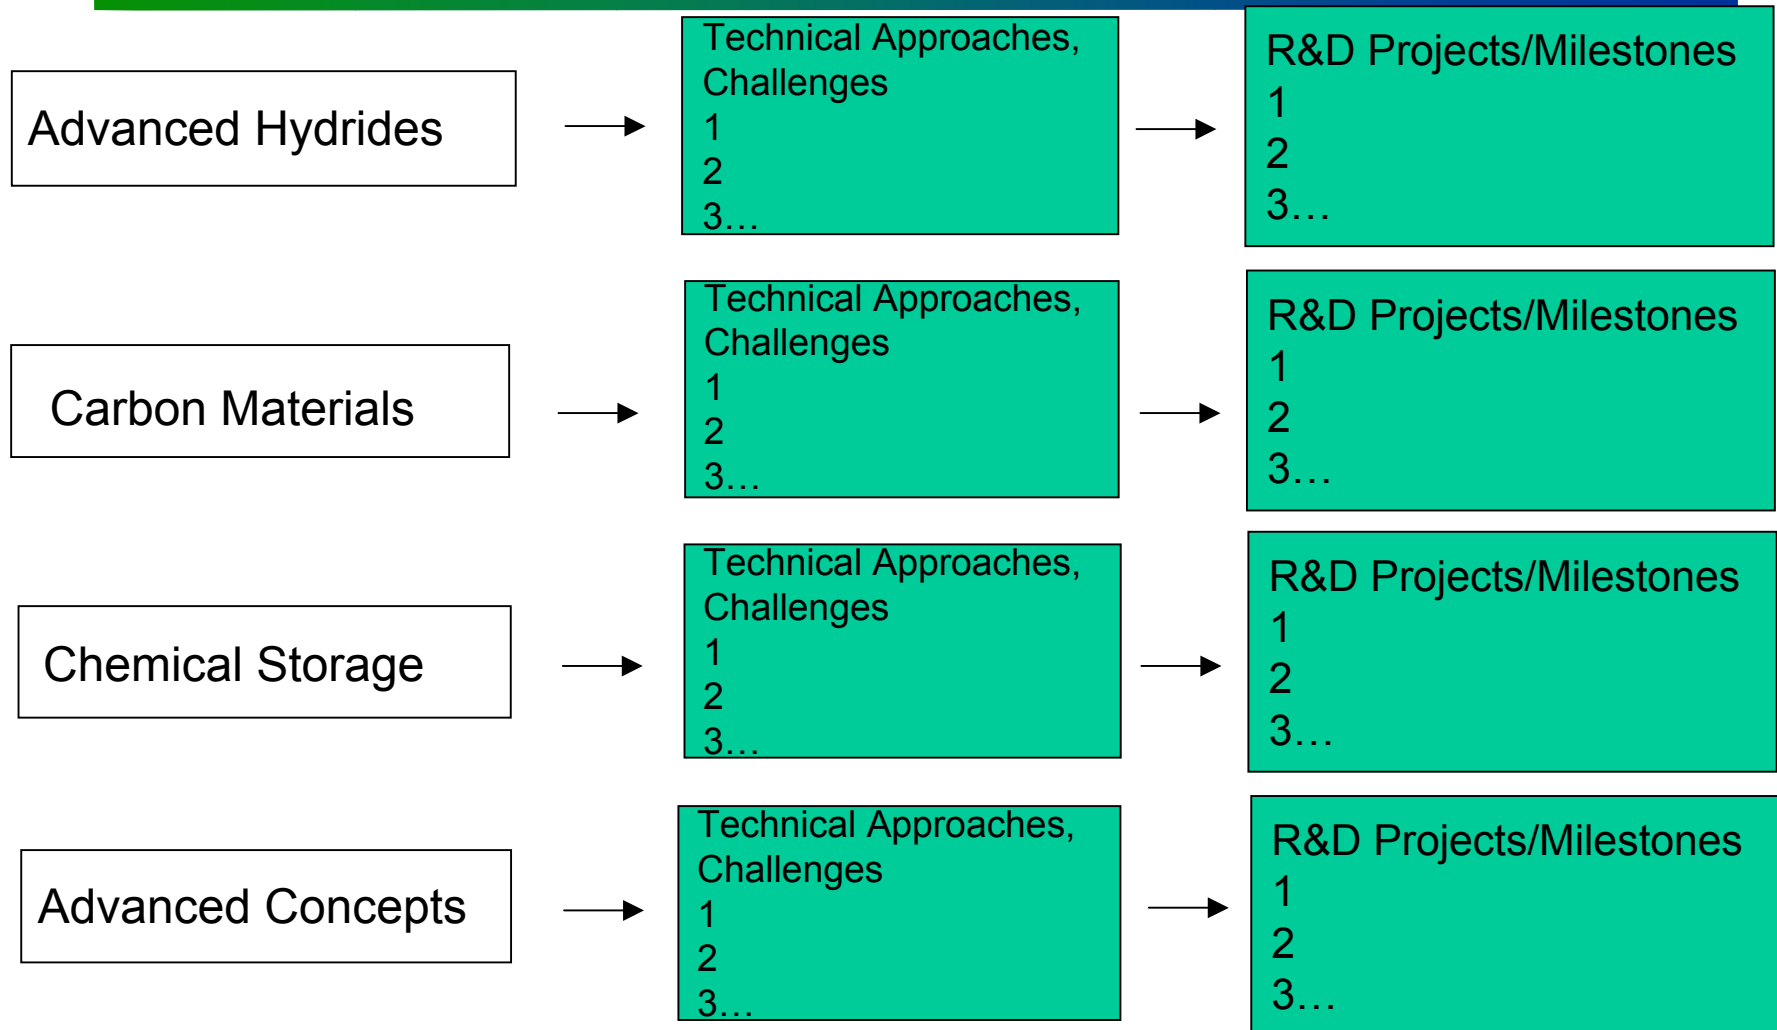 Advanced Hydrides
Technical Approaches,
Challenges
1
2
3…
R&D Projects/Milestones
1
2
3…
Carbon Materials
Technical Approaches,
Challenges
1
2
3…
R&D Projects/Milestones
1
2
3…
Chemical Storage
Technical Approaches,
Challenges
1
2
3…
R&D Projects/Milestones
1
2
3…
Advanced Concepts
Technical Approaches,
Challenges
1
2
3…
R&D Projects/Milestones
1
2
3…